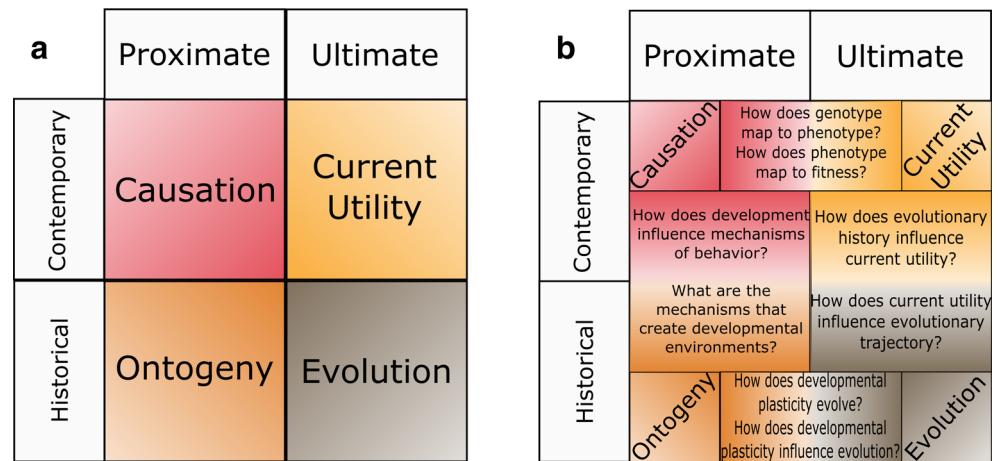 a
Proximate
Ultimate
Contemporary
Causation
Current
Utility
Historical
Ontogeny
Evolution
b
Proximate
Ultimate
Contemporary
Causation
How does genotype
map to phenotype?
How does phenotype
map to fitness?
Current
Utility
How does development
influence mechanisms
of behavior?
How does evolutionary
history influence
current utility?
Historical
What are the
mechanisms that
create developmental
environments?
How does current utility
influence evolutionary
trajectory?
Ontogeny
How does developmental
plasticity evolve?
How does developmental
plasticity influence evolution?
Evolution